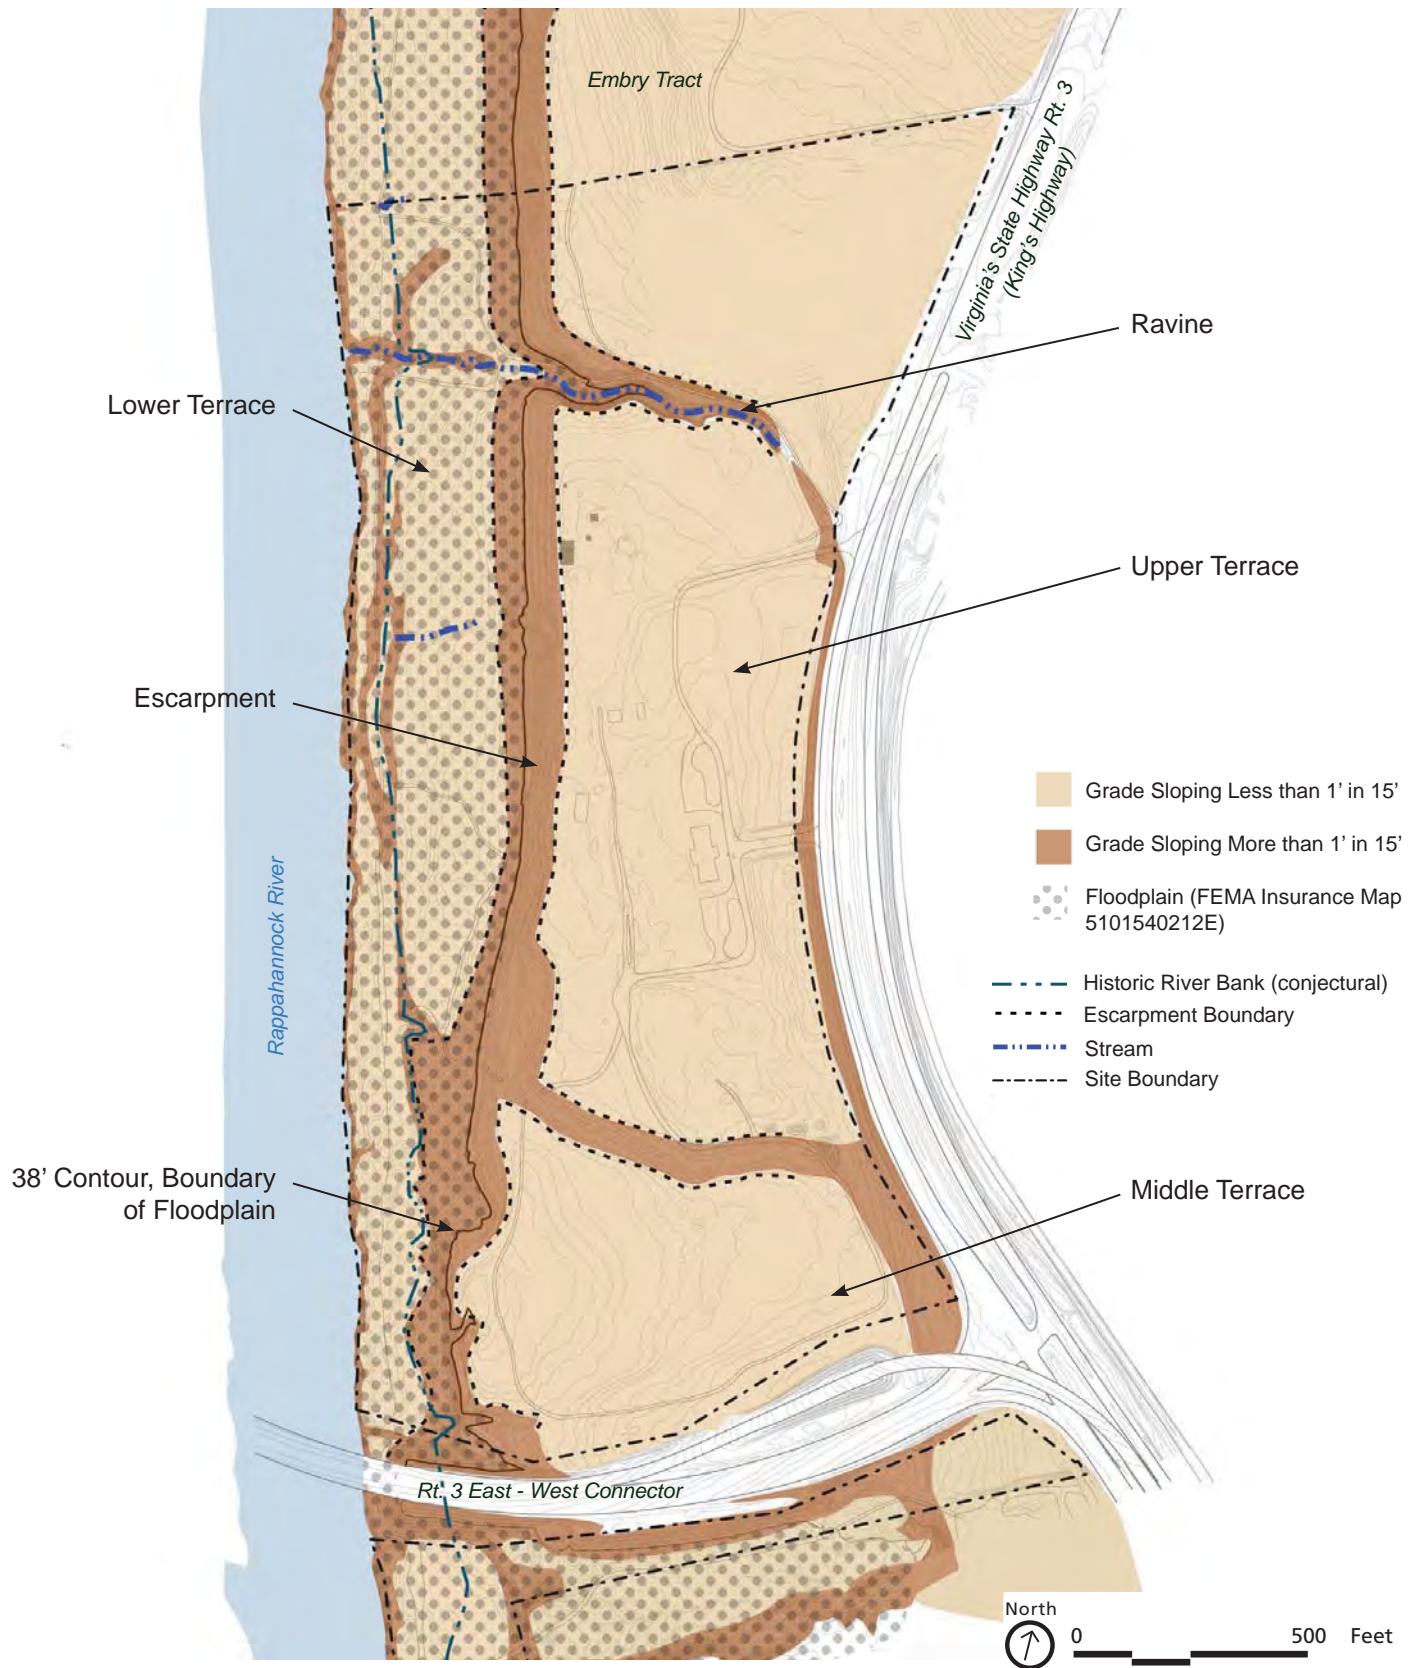 Embry Tract
Virginia's State Highway Rt. 3
(King's Highway)
Ravine
Lower Terrace
Upper Terrace
Escarpment
Grade Sloping Less than 1' in 15'
Grade Sloping More than 1' in 15'
Floodplain (FEMA Insurance Map
5101540212E)
Rappahannock River
Historic River Bank (conjectural)
Escarpment Boundary
Stream
Site Boundary
38' Contour, Boundary
of Floodplain
Middle Terrace
Rt. 3 East - West Connector
North
0 500 Feet